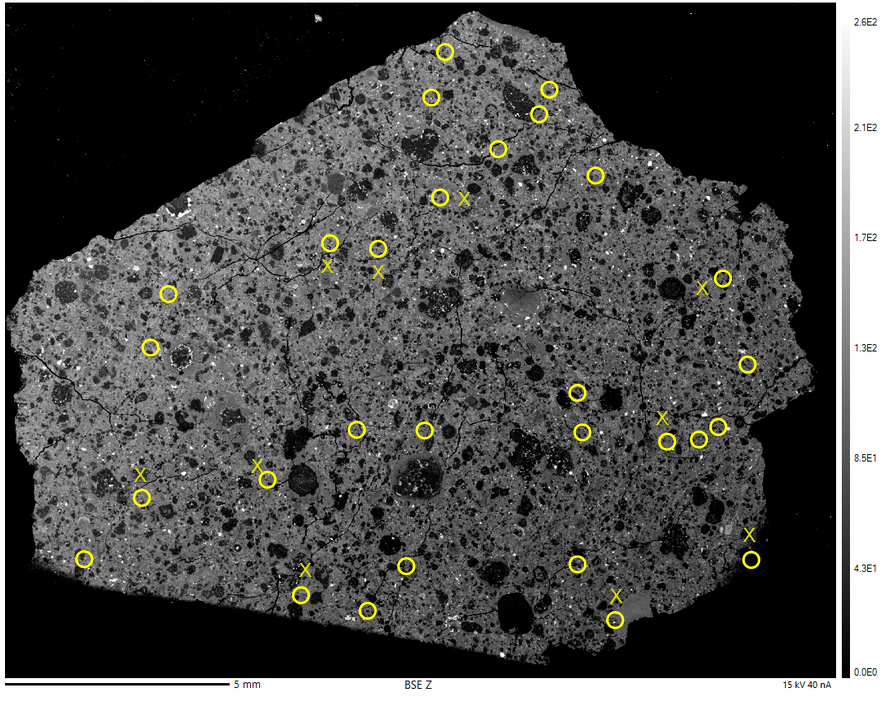 2.6E2
2.1E2
X
1.7E2
X
X
X
1.3E2
X
X
X
8.5E1
X
4.3E1
X
X
0.0E0
5 mm
BSE Z
15 kV 40 nA